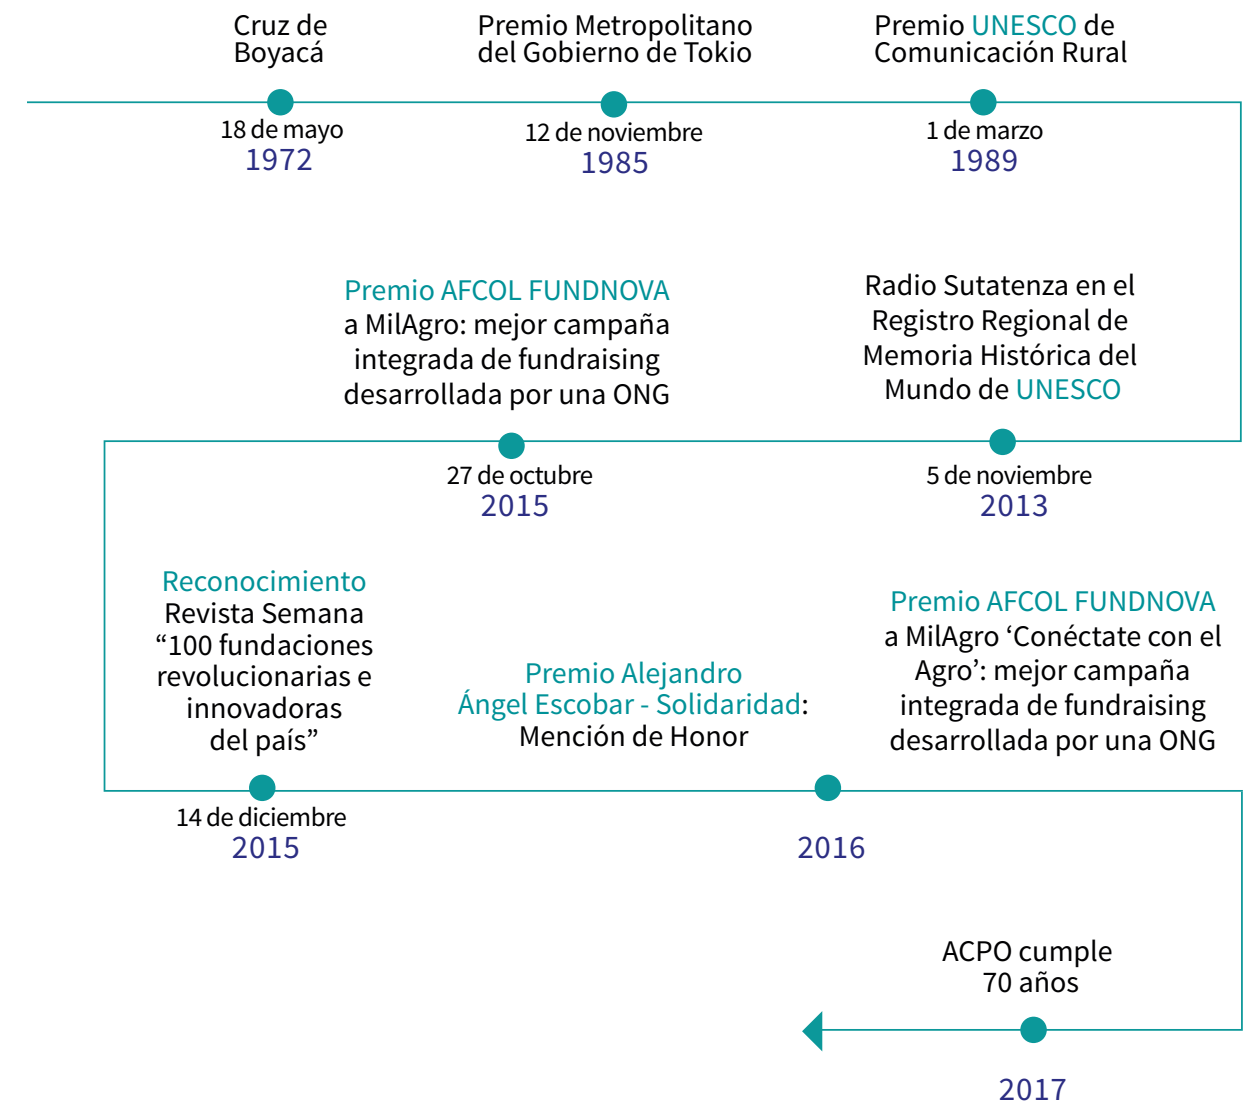 Cruz de
Boyacá
18 de mayo
1972
Premio Metropolitano
del Gobierno de Tokio
12 de noviembre
1985
Premio UNESCO de
Comunicación Rural
1 de marzo
1989
Radio Sutatenza en el
Registro Regional de
Memoria Histórica del
Mundo de UNESCO
5 de noviembre
2013
Premio AFCOL FUNDNOVA
a MilAgro: mejor campaña
integrada de fundraising
desarrollada por una ONG
27 de octubre
2015
Reconocimiento
Revista Semana
“100 fundaciones
revolucionarias e
innovadoras
del país”
14 de diciembre
2015
Premio Alejandro
Ángel Escobar - Solidaridad:
Mención de Honor
Premio AFCOL FUNDNOVA
a MilAgro ‘Conéctate con el
Agro’: mejor campaña
integrada de fundraising
desarrollada por una ONG
2016
ACPO cumple
70 años
2017